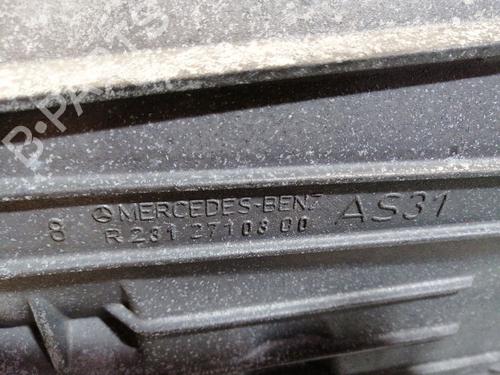 B-PARTS
8 MERCEDES-BENZ AS31
R 231 271 03 00